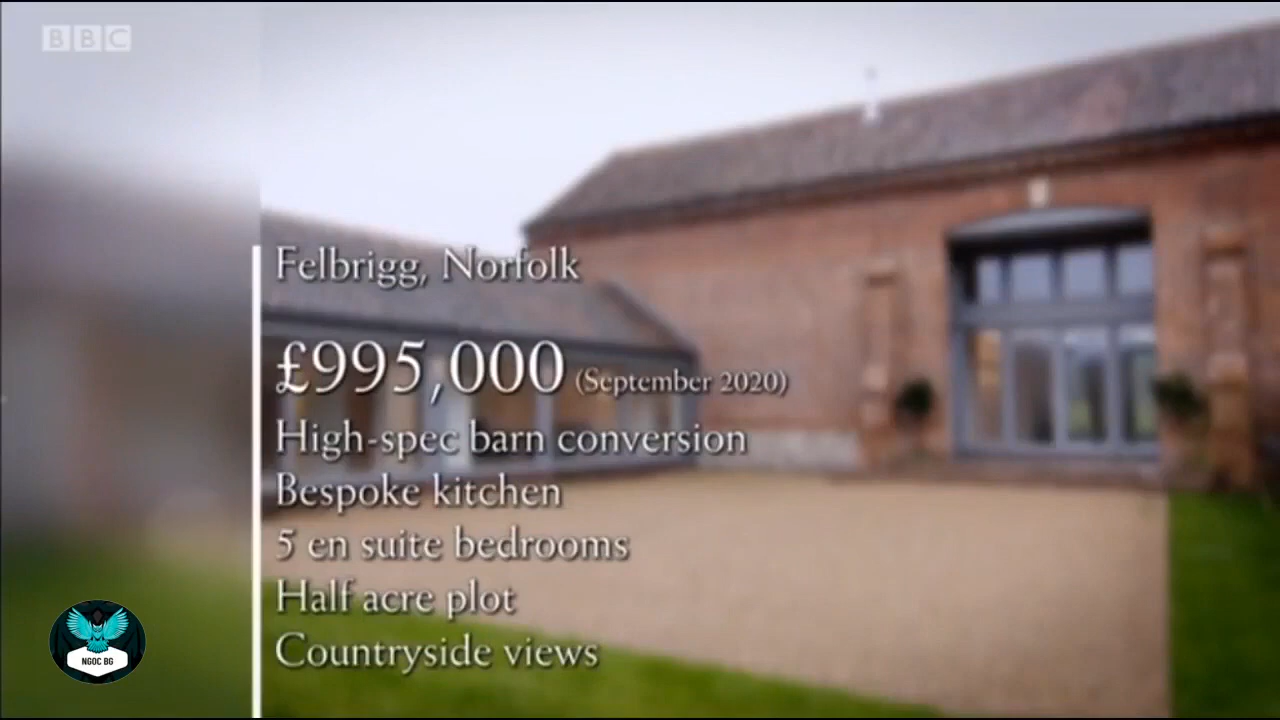 BBC
Felbrigg, Norfolk
£995,000 (September 2020)
High-spec barn conversion
Bespoke kitchen
5 en suite bedrooms
Half acre plot
Countryside views
NGOC BG